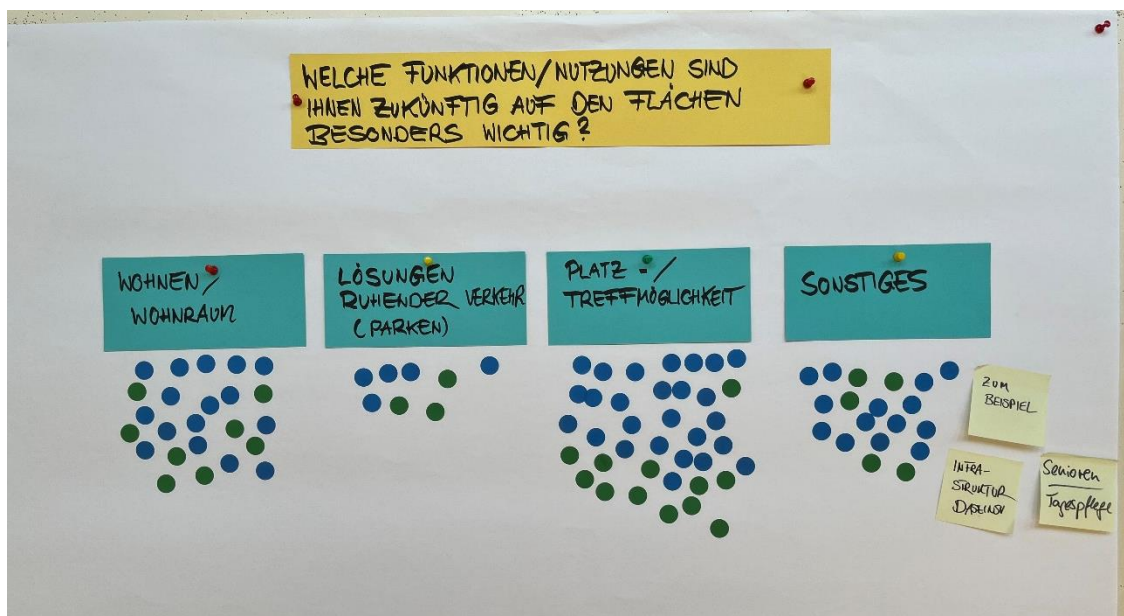 WELCHE FUNKTIONEN/NUTZUNGEN SIND
IHNEN ZUKÜNFTIG AUF DEN FLÄCHEN
BESONDERS WICHTIG?
WOHNEN/
WOHNRAUM
LÖSUNGEN
RUHENDER VERKEHR
(PARKEN)
PLATZ-/
TREFFMÖGLICHKEIT
SONSTIGES
ZUM
BEISPIEL
INFRA-
STRUKTUR
DASEINSV
Senioren
Tagespflege